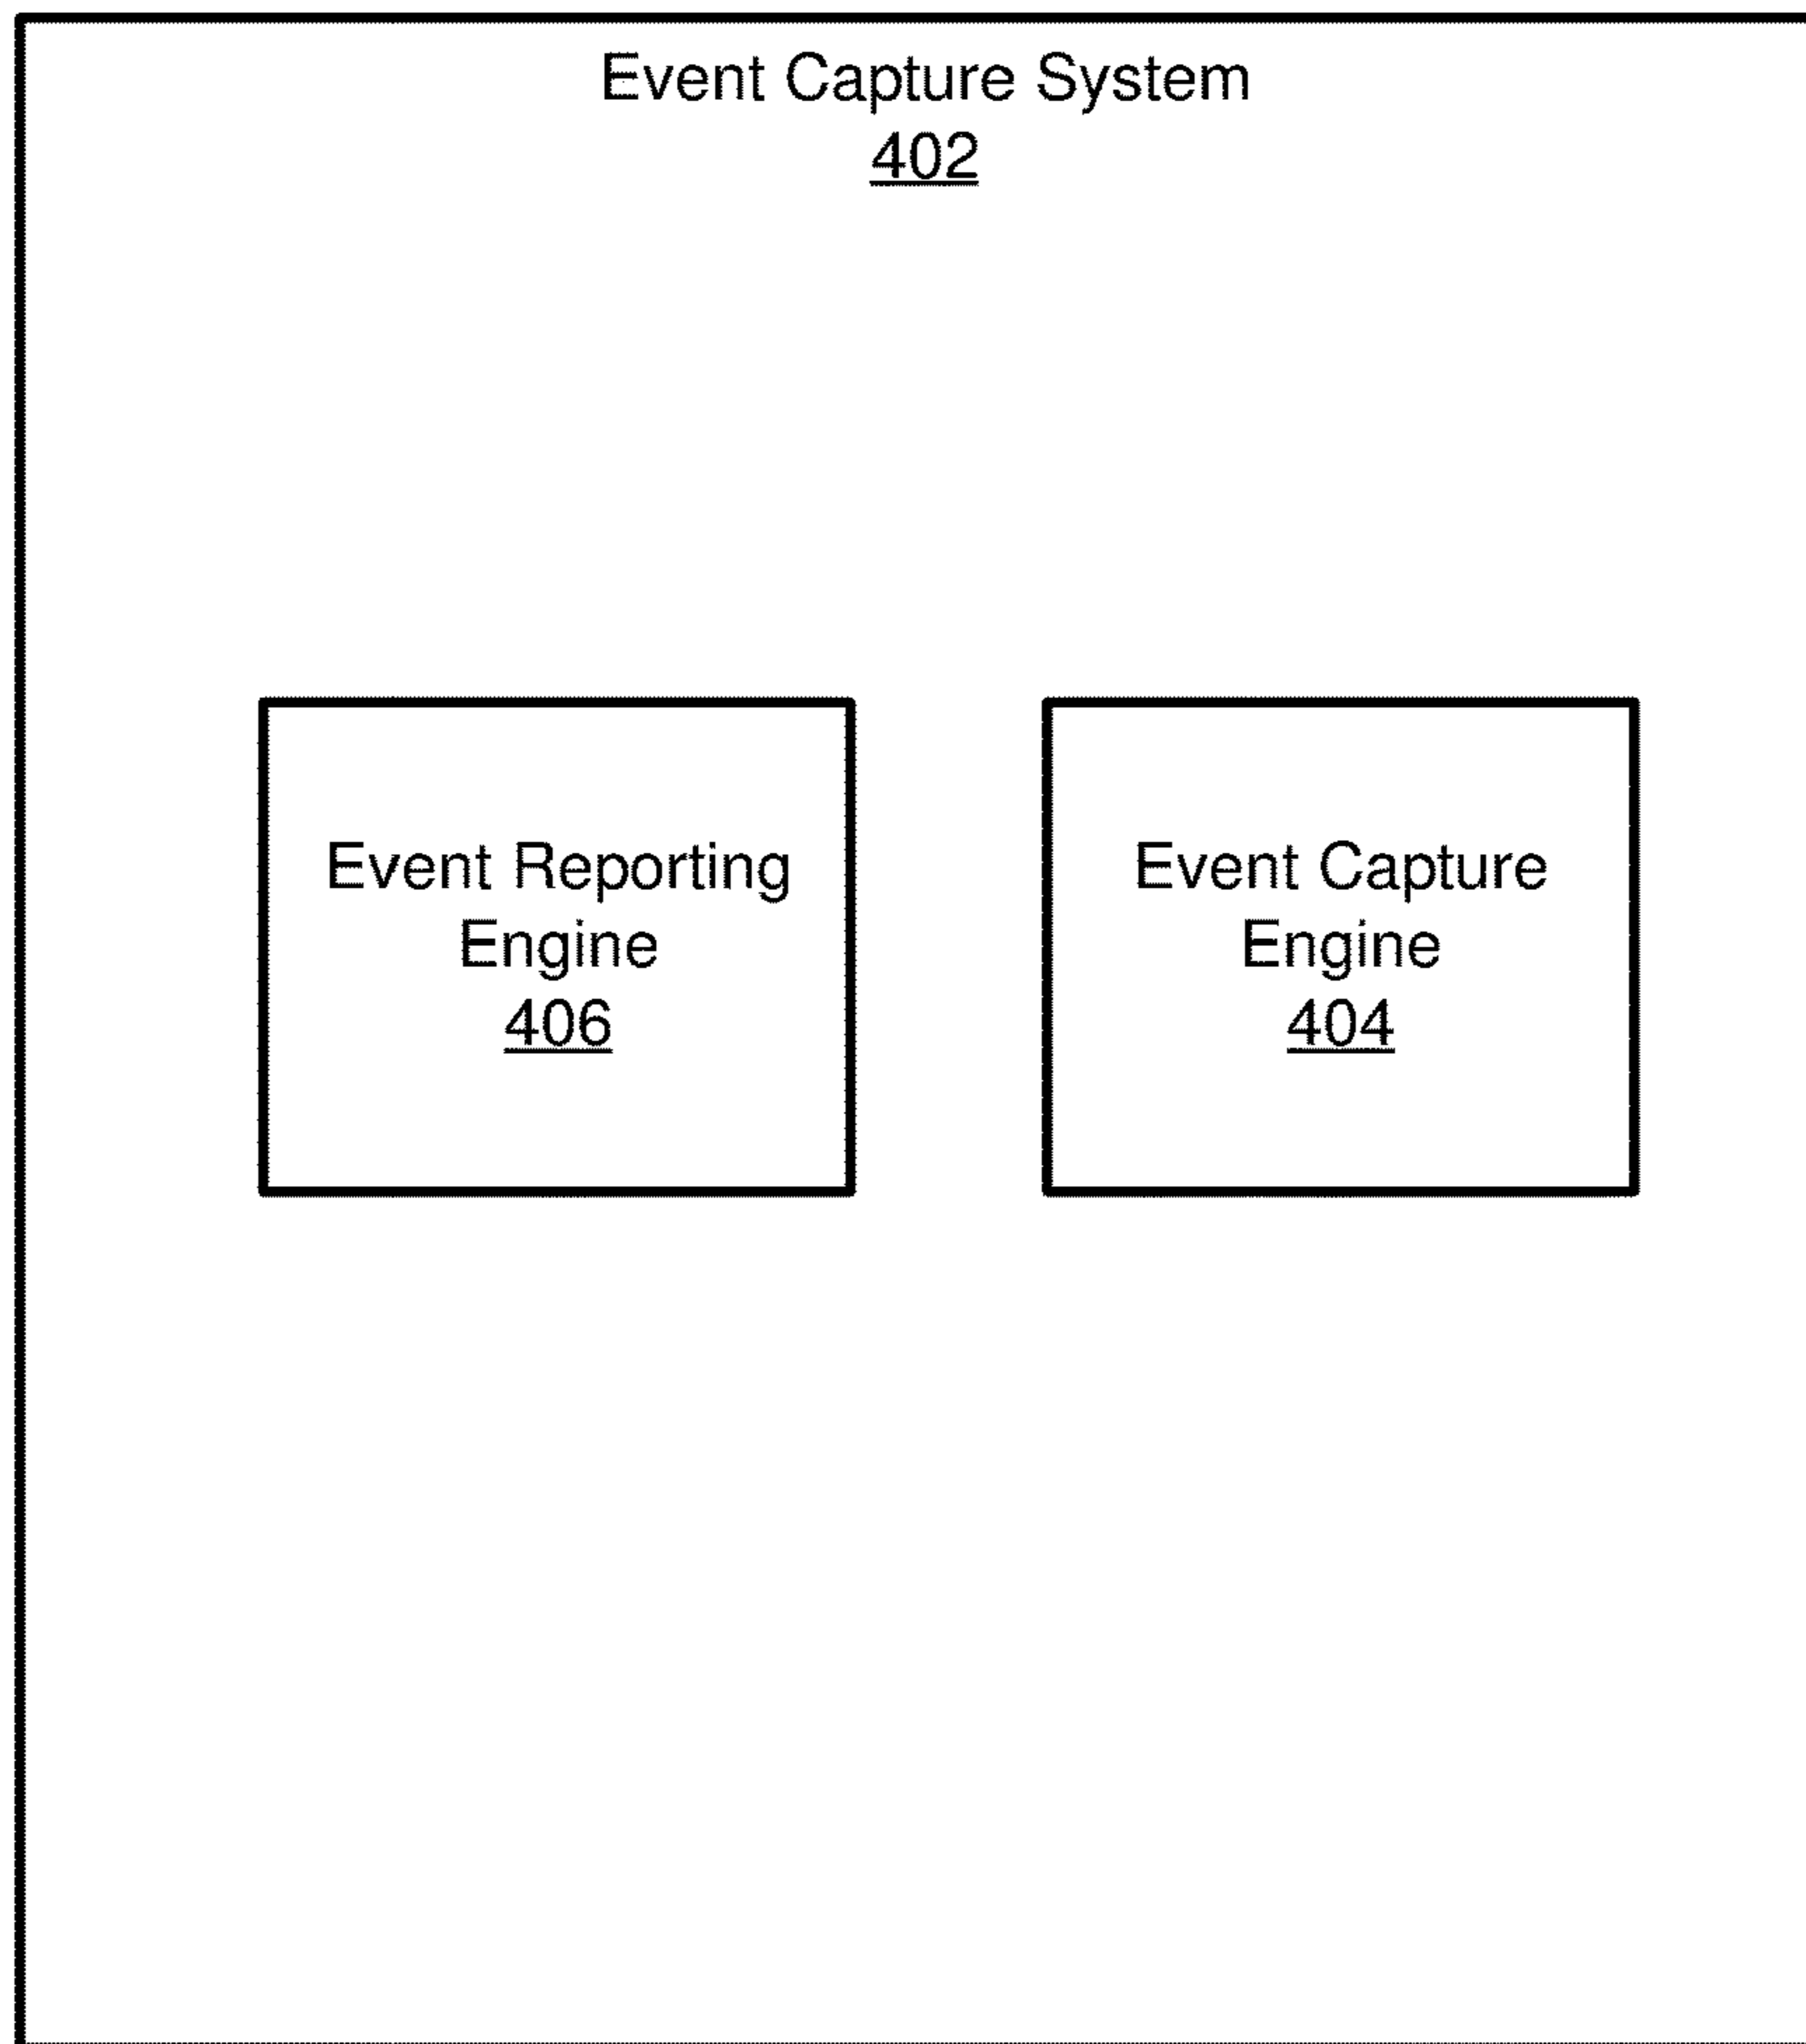 Event Capture System
402
Event Reporting
Engine
406
Event Capture
Engine
404